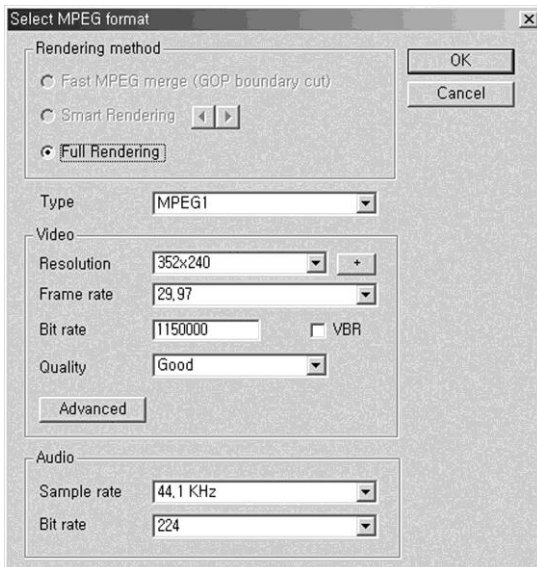 Select MPEG format
Rendering method
OK
Fast MPEG merge (GOP boundary cut)
Cancel
Smart Rendering
Full Rendering
Type MPEG1
Video
Resolution 352x240 +
Frame rate 29,97
Bit rate 1150000 VBR
Quality Good
Advanced
Audio
Sample rate 44,1 KHz
Bit rate 224